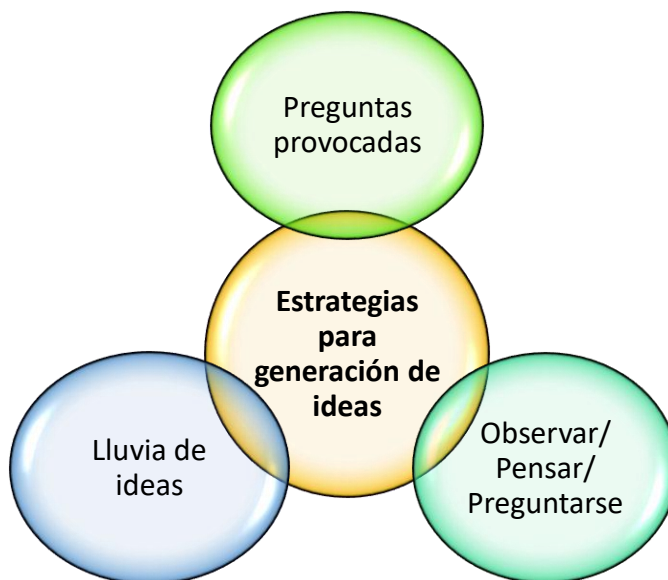 Preguntas
provocadas
Estrategias
para
generación de
ideas
Lluvia de
ideas
Observar/
Pensar/
Preguntarse